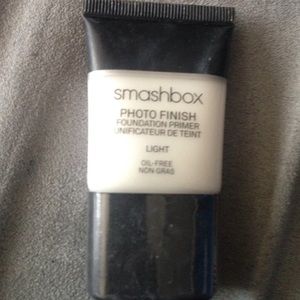 smashbox
PHOTO FINISH
FOUNDATION PRIMER
UNIFICATEUR DE TEINT
LIGHT
OIL-FREE
NON GRAS